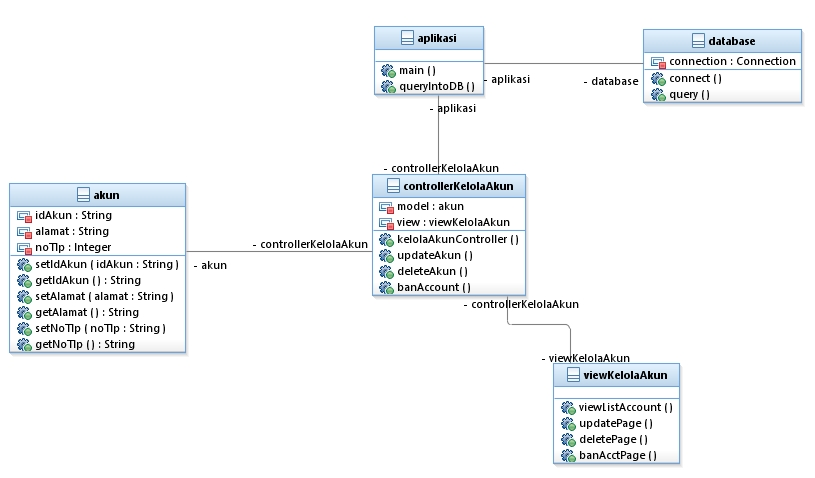 aplikasi
main ()
queryIntoDB ()
database
connection : Connection
connect ()
query ()
- aplikasi
- database
- aplikasi
- controllerKelolaAkun
controllerKelolaAkun
model : akun
view : viewKelolaAkun
kelolaAkunController ()
updateAkun ()
deleteAkun ()
banAccount ()
akun
idAkun : String
alamat : String
noTlp : Integer
setIdAkun ( idAkun : String )
getIdAkun () : String
setAlamat ( alamat : String )
getAlamat () : String
setNoTlp ( noTlp : String )
getNoTlp () : String
- controllerKelolaAkun
- akun
- controllerKelolaAkun
- viewKelolaAkun
viewKelolaAkun
viewListAccount ()
updatePage ()
deletePage ()
banAcctPage ()